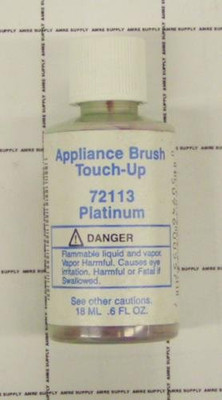 Appliance Brush
Touch-Up
72113
Platinum
DANGER
Flammable liquid and vapor.
Vapor Harmful. Causes eye
irritation. Harmful or Fatal if
Swallowed.
See other cautions.
18 ML .6 FL OZ.